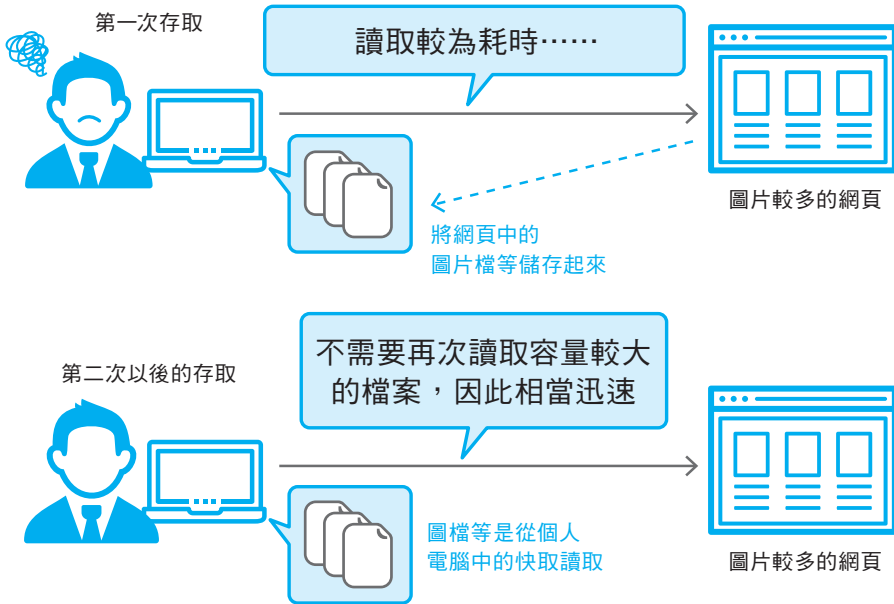 第一次存取
讀取較為耗時……
圖片較多的網頁
將網頁中的
圖片檔等儲存起來
第二次以後的存取
不需要再次讀取容量較大
的檔案，因此相當迅速
圖檔等是從個人
電腦中的快取讀取
圖片較多的網頁